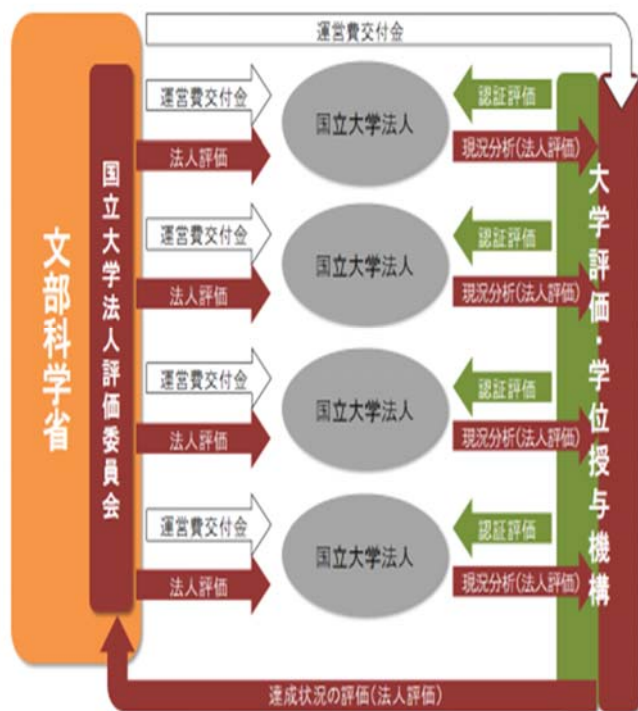 運営費交付金
文部科学省
国立大学法人評価委員会
運営費交付金
国立大学法人
認証評価
法人評価
現況分析(法人評価)
運営費交付金
国立大学法人
認証評価
法人評価
現況分析(法人評価)
運営費交付金
国立大学法人
認証評価
法人評価
現況分析(法人評価)
運営費交付金
国立大学法人
認証評価
法人評価
現況分析(法人評価)
大学評価・学位授与機構
達成状況の評価(法人評価)